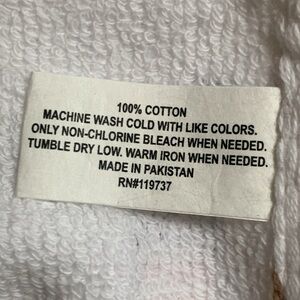 100% COTTON
MACHINE WASH COLD WITH LIKE COLORS.
ONLY NON-CHLORINE BLEACH WHEN NEEDED.
TUMBLE DRY LOW. WARM IRON WHEN NEEDED.
MADE IN PAKISTAN
RN#119737